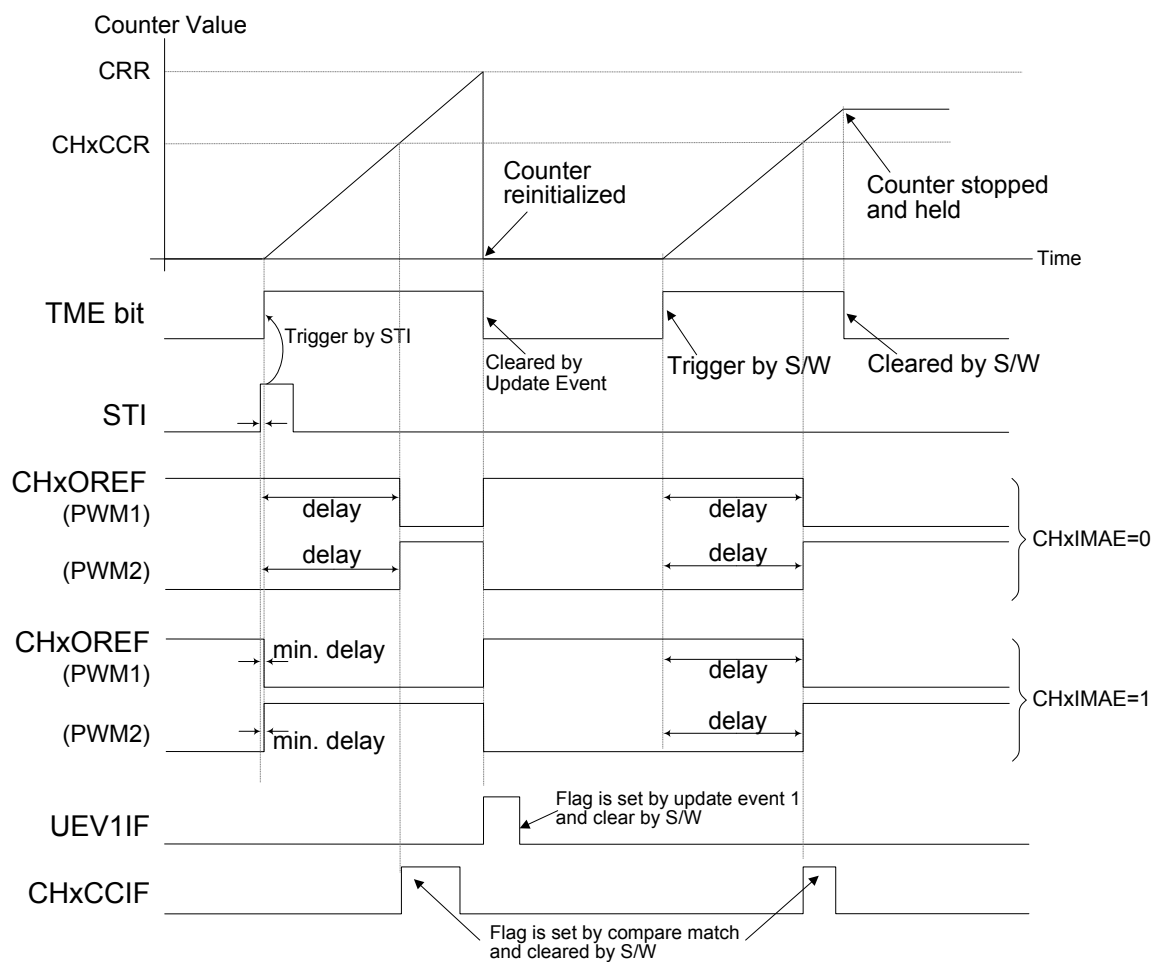 Counter Value
CRR
CHxCCR
Counter
reinitialized
Counter stopped
and held
Time
TME bit
Trigger by STI
Cleared by
Update Event
Trigger by S/W
Cleared by S/W
STI
CHxOREF
(PWM1)
delay
delay
(PWM2)
delay
delay
CHxIMAE=0
CHxOREF
(PWM1)
min. delay
delay
(PWM2)
min. delay
delay
CHxIMAE=1
UEV1IF
Flag is set by update event 1
and clear by S/W
CHxCCIF
Flag is set by compare match
and cleared by S/W